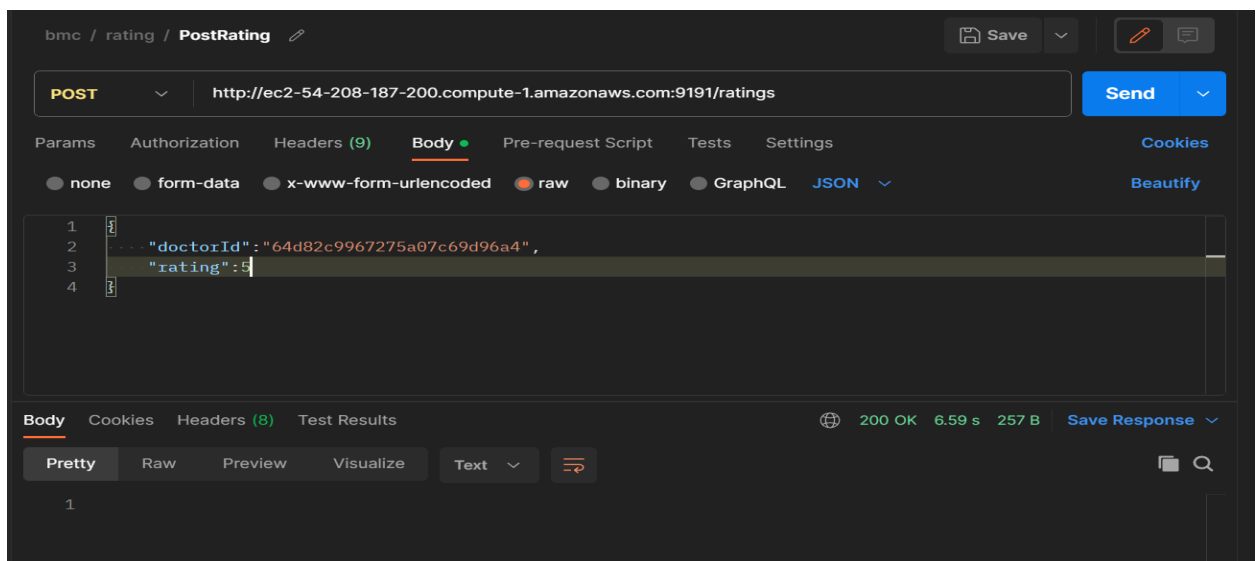 bmc / rating / PostRating
Save
POST http://ec2-54-208-187-200.compute-1.amazonaws.com:9191/ratings Send
Params Authorization Headers (9) Body Pre-request Script Tests Settings Cookies
none form-data x-www-form-urlencoded raw binary GraphQL JSON Beautify
1 {
2 "doctorId":"64d82c9967275a07c69d96a4",
3 "rating":5
4 }
Body Cookies Headers (8) Test Results 200 OK 6.59 s 257 B Save Response
Pretty Raw Preview Visualize Text
1